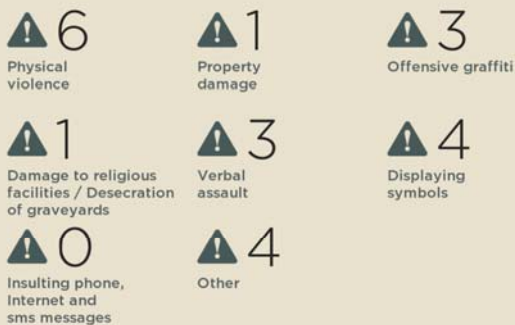 6
Physical
violence
1
Property
damage
3
Offensive graffiti
1
Damage to religious
facilities / Desecration
of graveyards
3
Verbal
assault
4
Displaying
symbols
0
Insulting phone,
Internet and
sms messages
4
Other